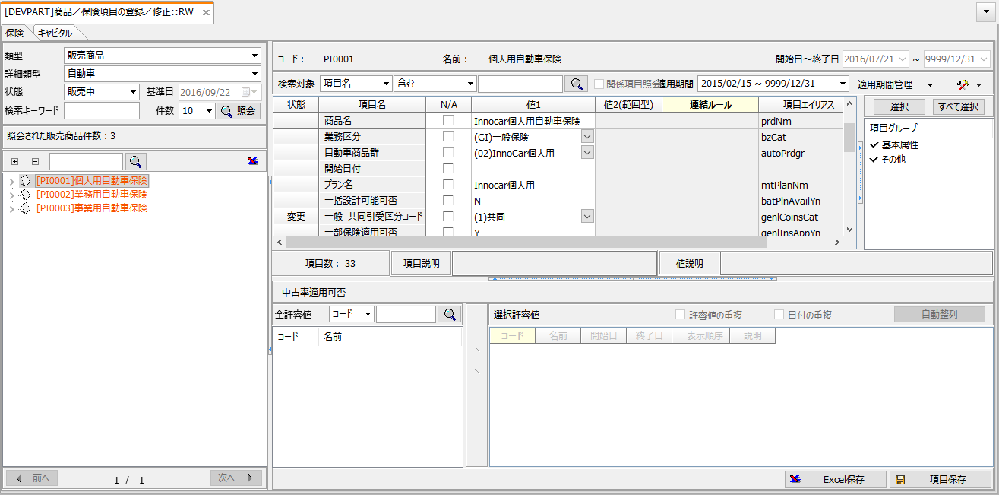 [DEVPART]商品／保険項目の登録／修正::RW
保険 キャピタル
類型 販売商品
詳細類型 自動車
状態 販売中 基準日 2016/09/22
検索キーワード 件数 10 照会
照会された販売商品件数：3
[PI0001]個人用自動車保険
[PI0002]業務用自動車保険
[PI0003]事業用自動車保険
前へ 1 / 1 次へ
コード： PI0001 名前： 個人用自動車保険 開始日～終了日 2016/07/21 ～ 9999/12/31
検索対象 項目名 含む 関係項目照会 適用期間 2015/02/15 ～ 9999/12/31 適用期間管理
状態 項目名 N/A 値1 値2(範囲型) 連結ルール 項目エイリアス
商品名 Innocar個人用自動車保険 prdNm
業務区分 (GI)一般保険 bzCat
自動車商品群 (02)InnoCar個人用 autoPrdgr
開始日付
プラン名 Innocar個人用 mtPlanNm
一括設計可能可否 N batPlnAvailYn
変更 一般_共同引受区分コード (1)共同 genlCoinsCat
一部保険適用可否 Y genlInsAppYn
選択 すべて選択
項目グループ
基本属性
その他
項目数： 33 項目説明 値説明
中古率適用可否
全許容値 コード
コード 名前
選択許容値 許容値の重複 日付の重複 自動整列
コード 名前 開始日 終了日 表示順序 説明
Excel保存 項目保存